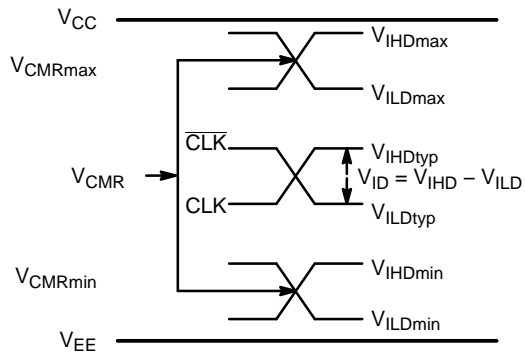 VCC
VIHDmax
VCMRmax
VILDmax
CLK
VIHDtyp
VCMR
VID = VIHD – VILD
CLK
VILDtyp
VIHDmin
VCMRmin
VILDmin
VEE